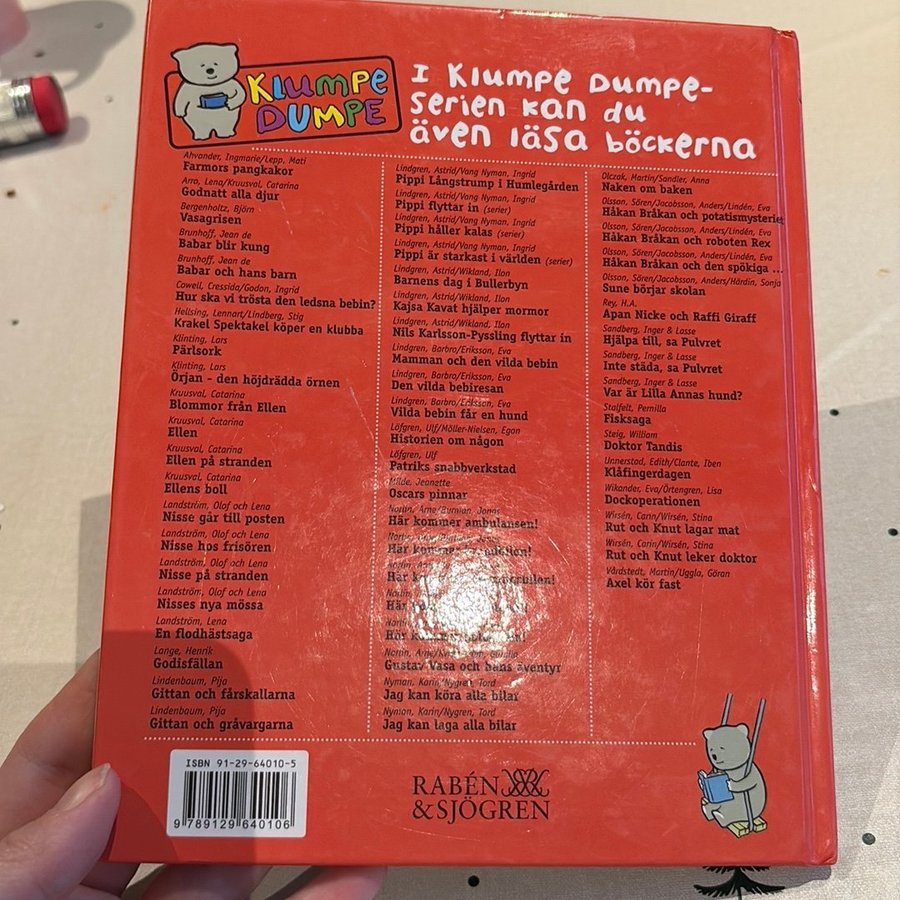 KLUMPE
DUMPE
I KLUMPE DUMPE-
serien kan du
även läsa böckerna
Ahvander, Ingmarie/Lepp, Mati
Farmors pangkakor
Arro, Lena/Kruusval, Catarina
Godnatt alla djur
Bergenholtz, Björn
Vasagrisen
Brunhoff, Jean de
Babar blir kung
Brunhoff, Jean de
Babar och hans barn
Cowell, Cressida/Godon, Ingrid
Hur ska vi trösta den ledsna bebin?
Hellsing, Lennart/Lindberg, Stig
Krakel Spektakel köper en klubba
Klinting, Lars
Pärlsork
Klinting, Lars
Örjan - den höjdrädda örnen
Kruusval, Catarina
Blommor från Ellen
Kruusval, Catarina
Ellen
Kruusval, Catarina
Ellen på stranden
Kruusval, Catarina
Ellens boll
Landström, Olof och Lena
Nisse går till posten
Landström, Olof och Lena
Nisse hos frisören
Landström, Olof och Lena
Nisse på stranden
Landström, Olof och Lena
Nisses nya mössa
Landström, Lena
En flodhästsaga
Lange, Henrik
Godisfällan
Lindenbaum, Pija
Gittan och fårskallarna
Lindenbaum, Pija
Gittan och gråvargarna
Lindgren, Astrid/Vang Nyman, Ingrid
Pippi Långstrump i Humlegården
Lindgren, Astrid/Vang Nyman, Ingrid
Pippi flyttar in (serier)
Lindgren, Astrid/Vang Nyman, Ingrid
Pippi håller kalas (serier)
Lindgren, Astrid/Vang Nyman, Ingrid
Pippi är starkast i världen (serier)
Lindgren, Astrid/Wikland, Ilon
Barnens dag i Bullerbyn
Lindgren, Astrid/Wikland, Ilon
Kajsa Kavat hjälper mormor
Lindgren, Astrid/Wikland, Ilon
Nils Karlsson-Pyssling flyttar in
Lindgren, Barbro/Eriksson, Eva
Mamman och den vilda bebin
Lindgren, Barbro/Eriksson, Eva
Den vilda bebiresan
Lindgren, Barbro/Eriksson, Eva
Vilda bebin får en hund
Löfgren, Ulf/Möller-Nielsen, Egon
Historien om någon
Löfgren, Ulf
Patriks snabbverkstad
Milde, Jeanette
Oscars pinnar
Norlin, Arne/Burman, Jonas
Här kommer ambulansen!
Här kommer
Här
Här
Här kommer
Norlin,
Gustav Vasa och hans äventyr
Nyman, Karin/Nygren, Tord
Jag kan köra alla bilar
Nyman, Karin/Nygren, Tord
Jag kan laga alla bilar
Olczak, Martin/Sandler, Anna
Naken om baken
Olsson, Sören/Jacobsson, Anders/Lindén, Eva
Håkan Bråkan och potatismysteriet
Olsson, Sören/Jacobsson, Anders/Lindén, Eva
Håkan Bråkan och roboten Rex
Olsson, Sören/Jacobsson, Anders/Lindén, Eva
Håkan Bråkan och den spökiga ...
Olsson, Sören/Jacobsson, Anders/Härdin, Sonja
Sune börjar skolan
Rey, H.A.
Apan Nicke och Raffi Giraff
Sandberg, Inger & Lasse
Hjälpa till, sa Pulvret
Sandberg, Inger & Lasse
Inte städa, sa Pulvret
Sandberg, Inger & Lasse
Var är Lilla Annas hund?
Stalfelt, Pernilla
Fisksaga
Steig, William
Doktor Tandis
Unnerstad, Edith/Clante, Iben
Klåfingerdagen
Wikander, Eva/Örtengren, Lisa
Dockoperationen
Wirsén, Carin/Wirsén, Stina
Rut och Knut lagar mat
Wirsén, Carin/Wirsén, Stina
Rut och Knut leker doktor
Vårdstedt, Martin/Uggla, Göran
Axel kör fast
ISBN 91-29-64010-5
9 789129 640106
RABÉN
&SJÖGREN